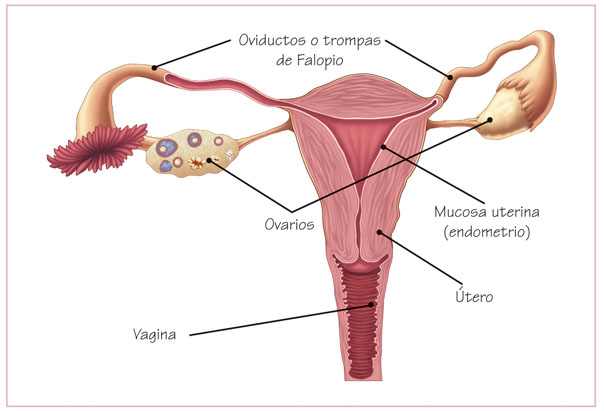 Oviductos o trompas
de Falopio
Ovarios
Mucosa uterina
(endometrio)
Útero
Vagina